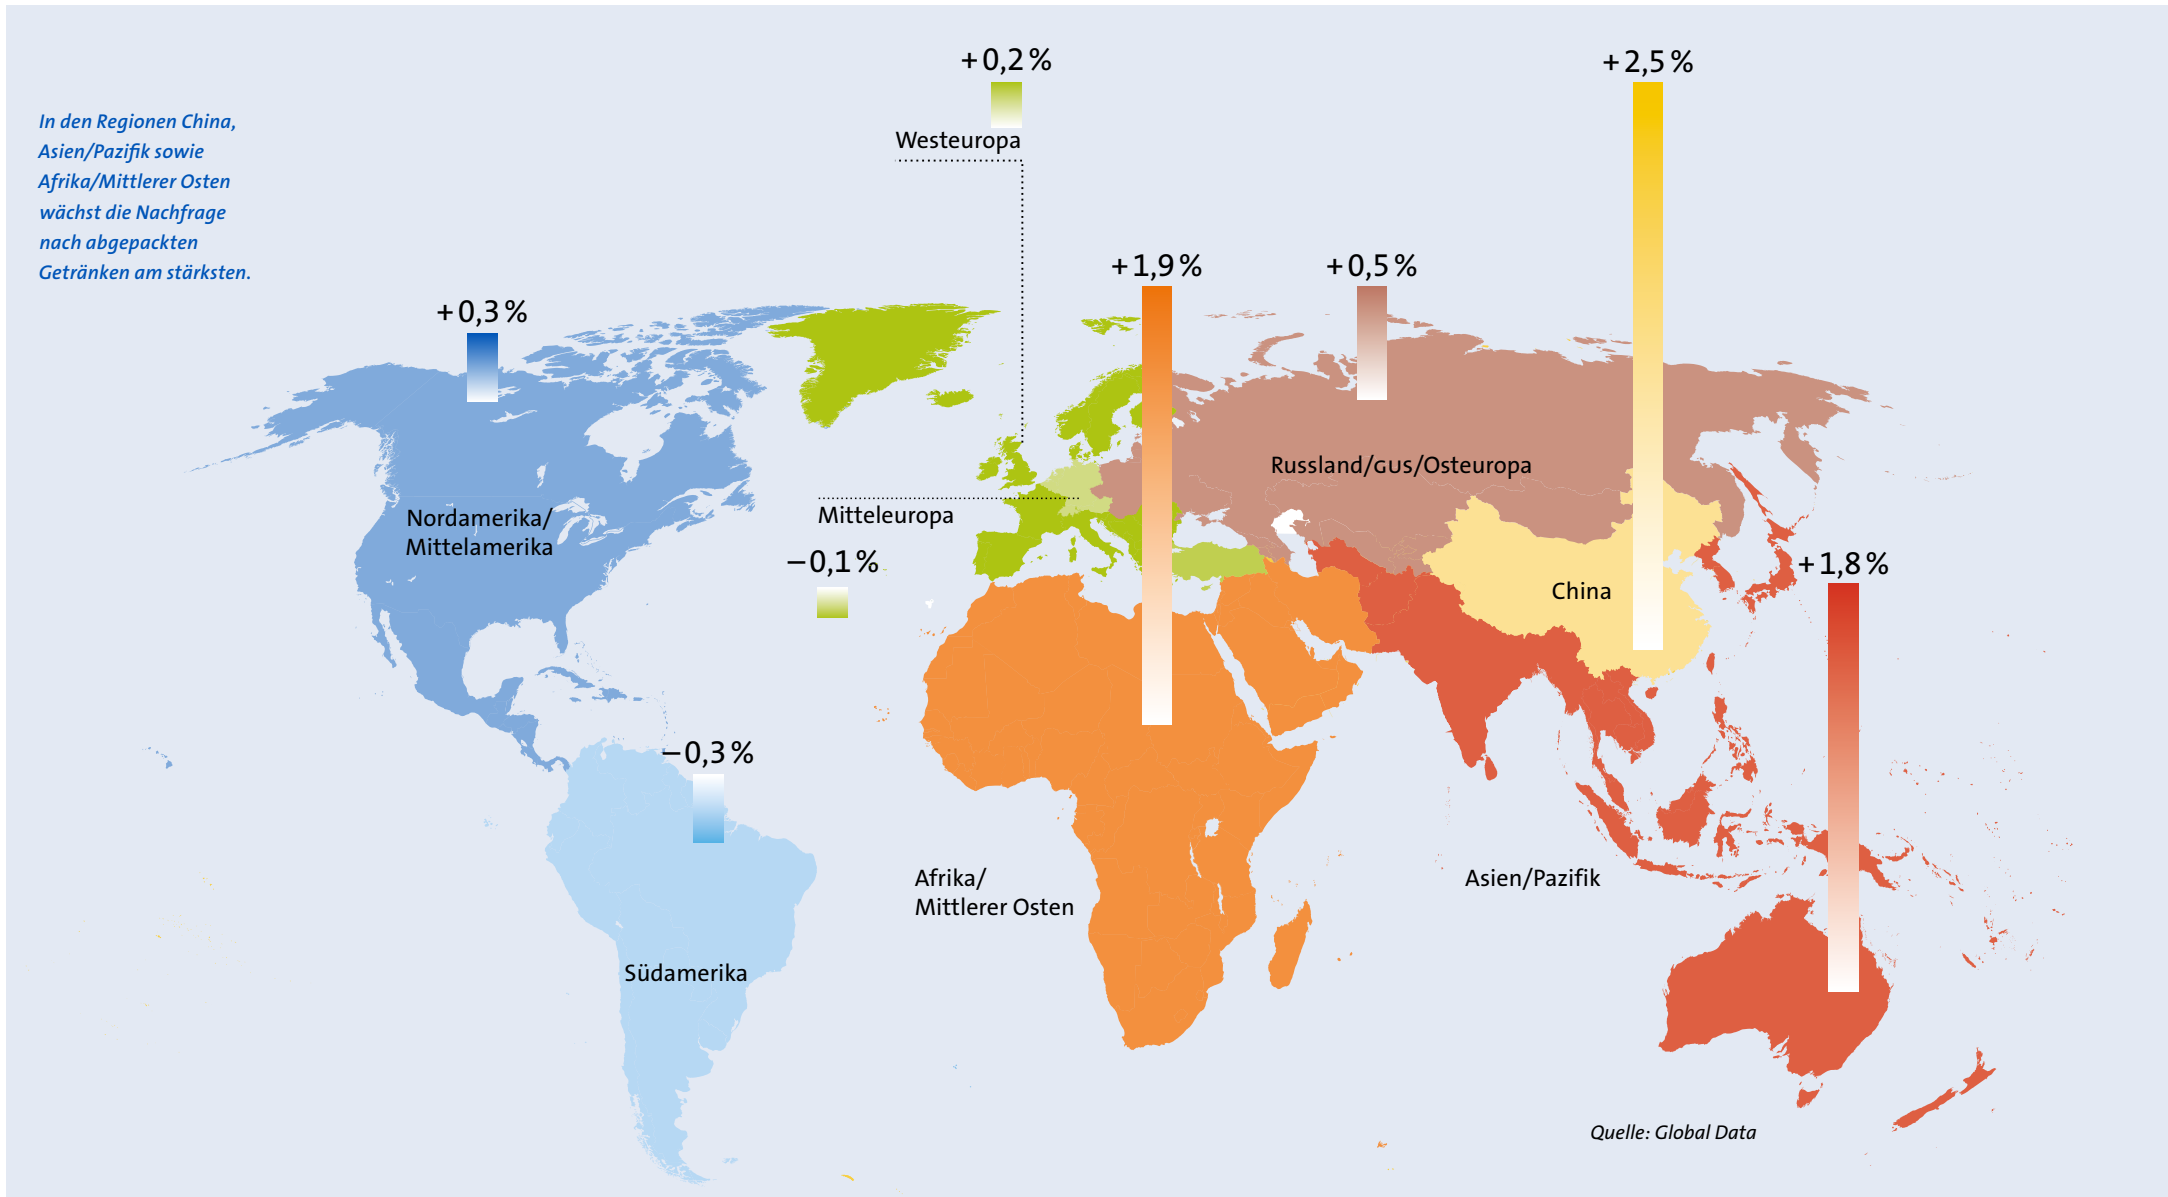 In den Regionen China,
Asien/Pazifik sowie
Afrika/Mittlerer Osten
wächst die Nachfrage
nach abgepackten
Getränken am stärksten.
+0,2 %
Westeuropa
+2,5 %
+1,9 %
+0,5 %
+0,3 %
Russland/GUS/Osteuropa
Nordamerika/
Mittelamerika
Mitteleuropa
−0,1 %
China
+1,8 %
−0,3 %
Afrika/
Mittlerer Osten
Asien/Pazifik
Südamerika
Quelle: Global Data